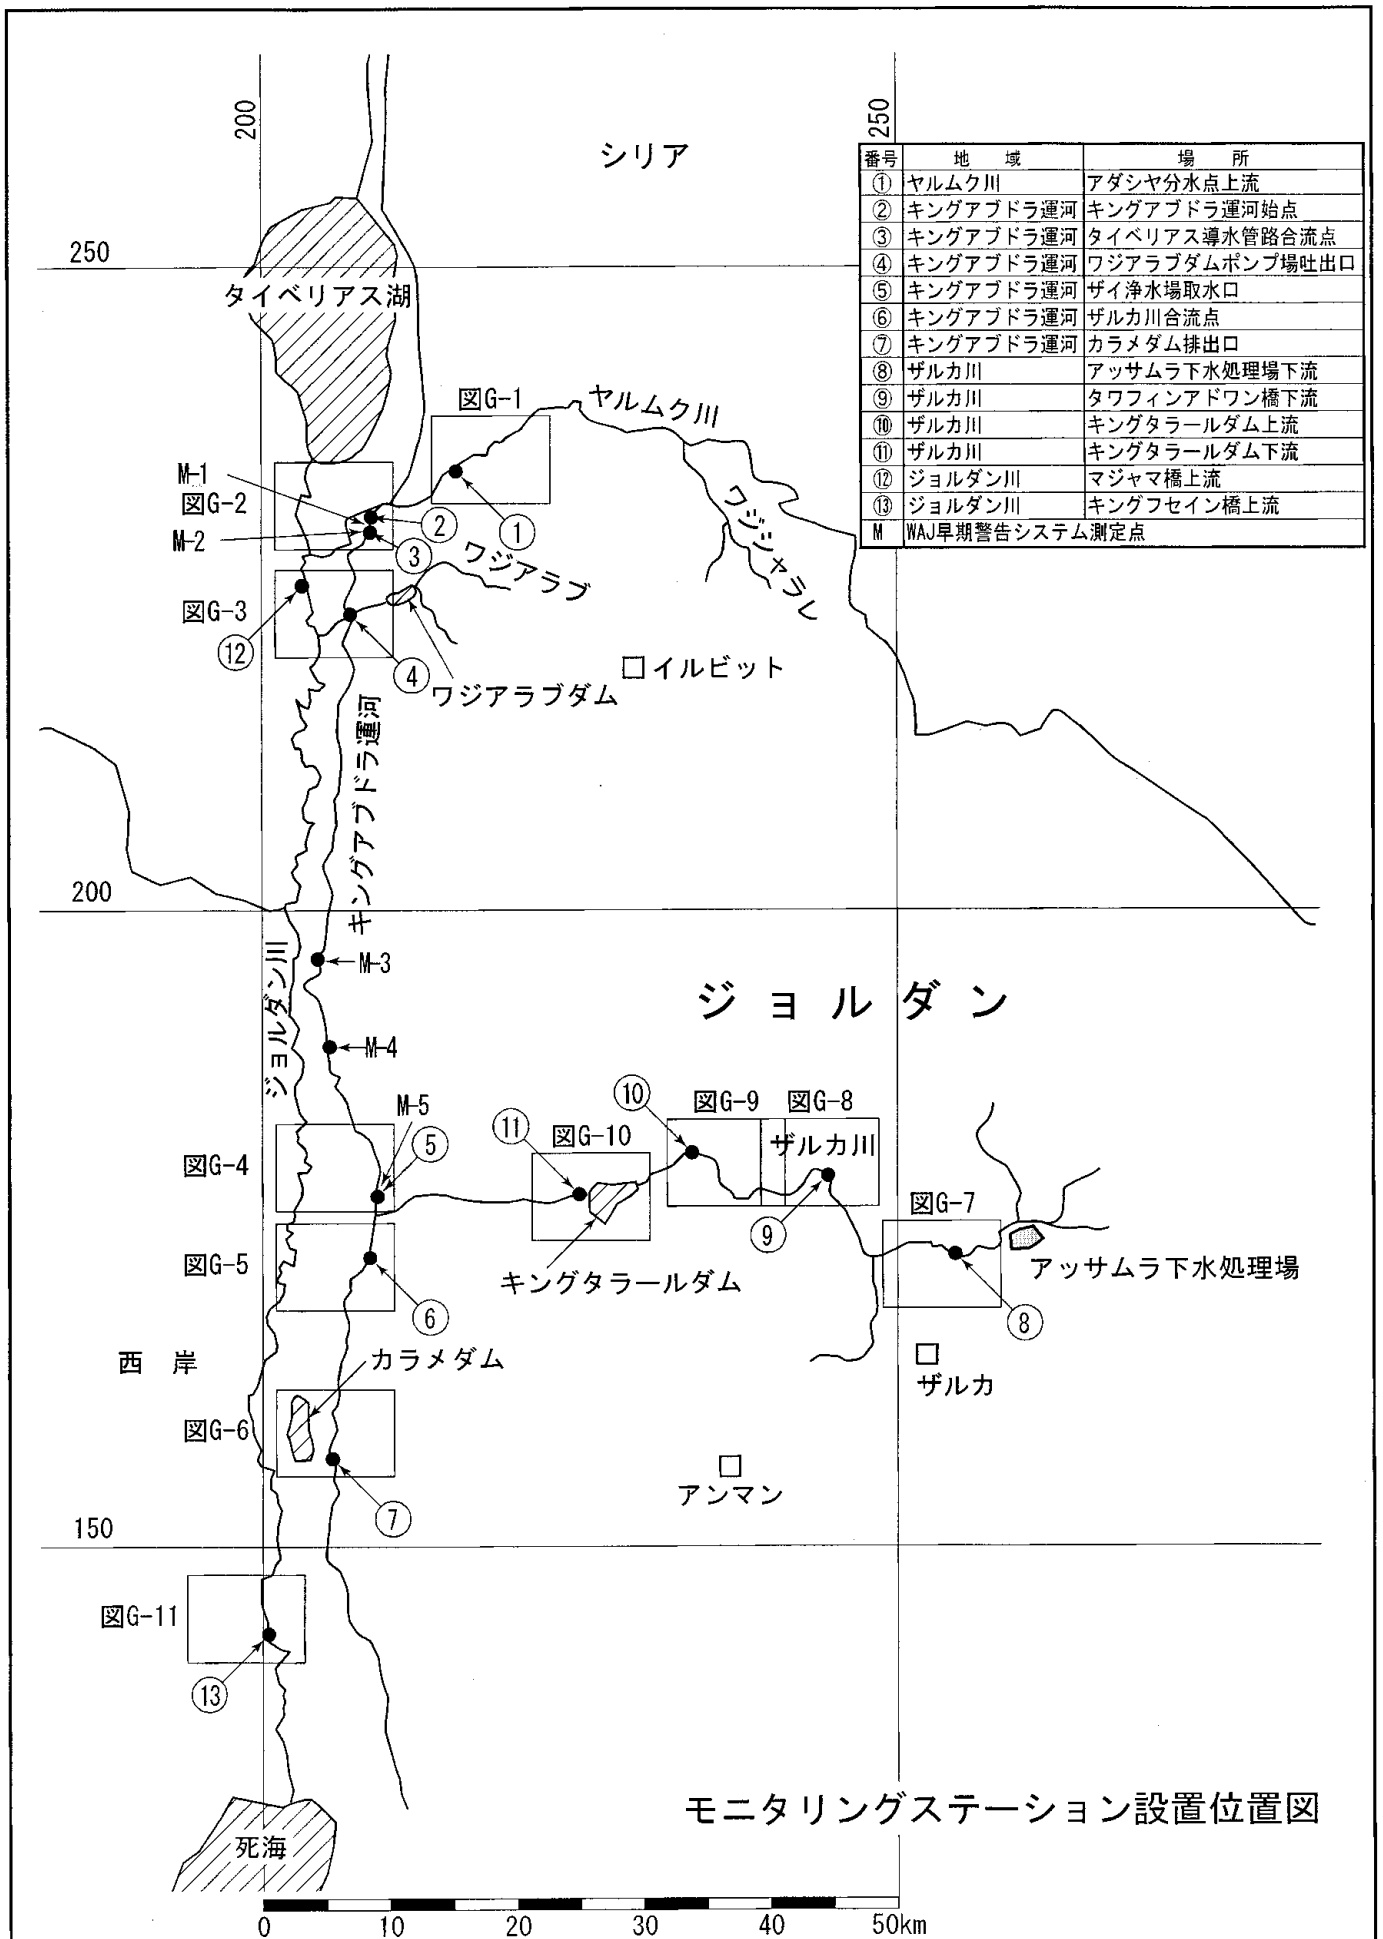 200
250
シリア
番号 地 域 場 所
① ヤルムク川 アダシヤ分水点上流
② キングアブドラ運河 キングアブドラ運河始点
③ キングアブドラ運河 タイベリアス導水管路合流点
④ キングアブドラ運河 ワジアラブダムポンプ場吐出口
⑤ キングアブドラ運河 ザイ浄水場取水口
⑥ キングアブドラ運河 ザルカ川合流点
⑦ キングアブドラ運河 カラメダム排出口
⑧ ザルカ川 アッサムラ下水処理場下流
⑨ ザルカ川 タワフィンアドワン橋下流
⑩ ザルカ川 キングタラールダム上流
⑪ ザルカ川 キングタラールダム下流
⑫ ジョルダン川 マジャマ橋上流
⑬ ジョルダン川 キングフセイン橋上流
M WAJ早期警告システム測定点
250
タイベリアス湖
図G-1
ヤルムク川
M-1
図G-2
M-2
②
①
③
ワジアラブ
ワジシャラレ
図G-3
⑫
④
ワジアラブダム
イルビット
キングアブドラ運河
200
ジョルダン川
M-3
ジョルダン
M-4
M-5
⑤
図G-4
⑪
図G-10
⑩
図G-9
図G-8
ザルカ川
⑨
図G-7
図G-5
⑥
キングタラールダム
アッサムラ下水処理場
⑧
西 岸
カラメダム
ザルカ
図G-6
⑦
アンマン
150
図G-11
⑬
モニタリングステーション設置位置図
死海
0 10 20 30 40 50km